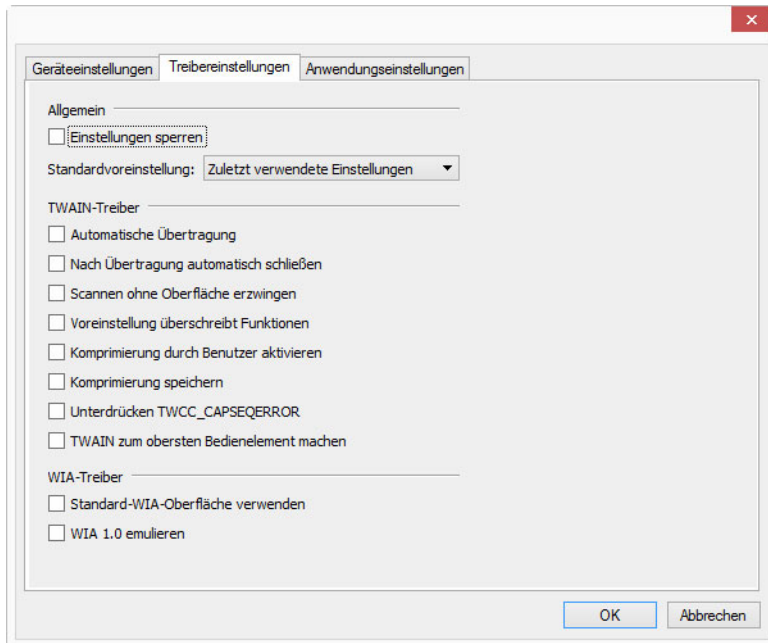 Geräteeinstellungen Treibereinstellungen Anwendungseinstellungen
Allgemein
Einstellungen sperren
Standardvoreinstellung: Zuletzt verwendete Einstellungen
TWAIN-Treiber
Automatische Übertragung
Nach Übertragung automatisch schließen
Scannen ohne Oberfläche erzwingen
Voreinstellung überschreibt Funktionen
Komprimierung durch Benutzer aktivieren
Komprimierung speichern
Unterdrücken TWCC_CAPSEQERROR
TWAIN zum obersten Bedienelement machen
WIA-Treiber
Standard-WIA-Oberfläche verwenden
WIA 1.0 emulieren
OK Abbrechen